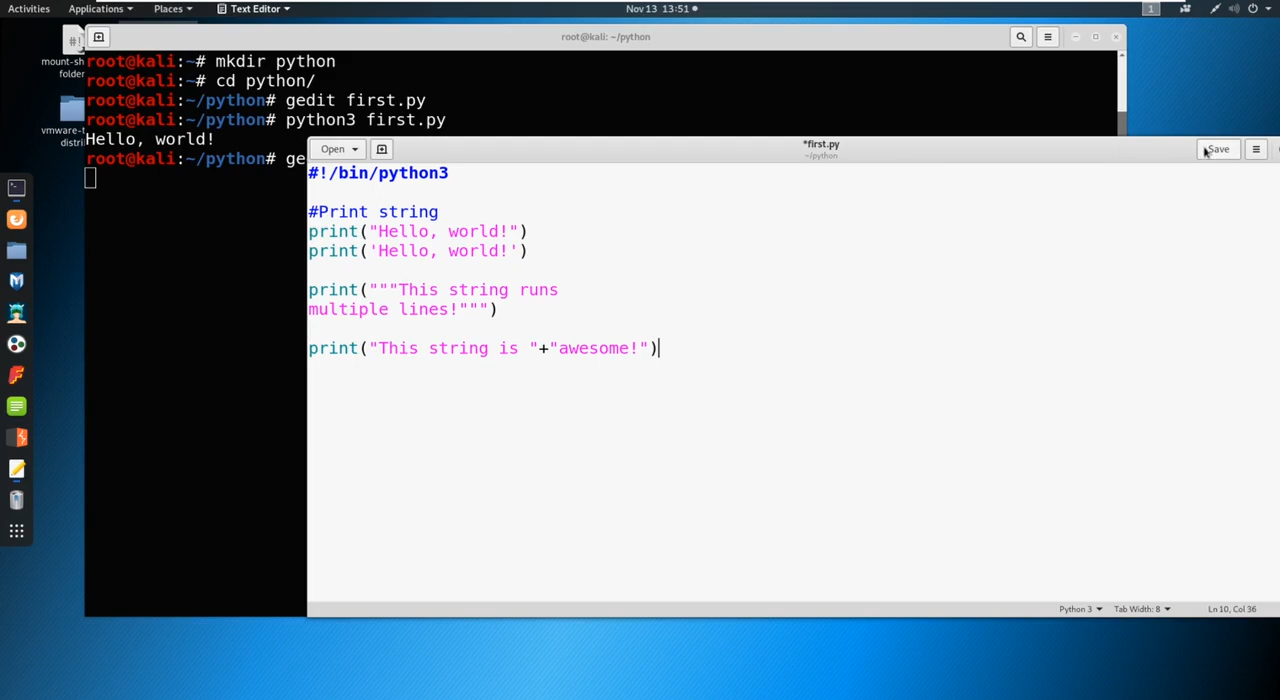 Activities Applications Places Text Editor Nov 13 13:51 1
root@kali: ~/python
mount-sh
folder
vmware-t
distri
root@kali:~# mkdir python
root@kali:~# cd python/
root@kali:~/python# gedit first.py
root@kali:~/python# python3 first.py
Hello, world!
root@kali:~/python# ge
Open *first.py Save
~/python
#!/bin/python3
#Print string
print("Hello, world!")
print('Hello, world!')
print("""This string runs
multiple lines!""")
print("This string is "+"awesome!")
Python 3 Tab Width: 8 Ln 10, Col 36